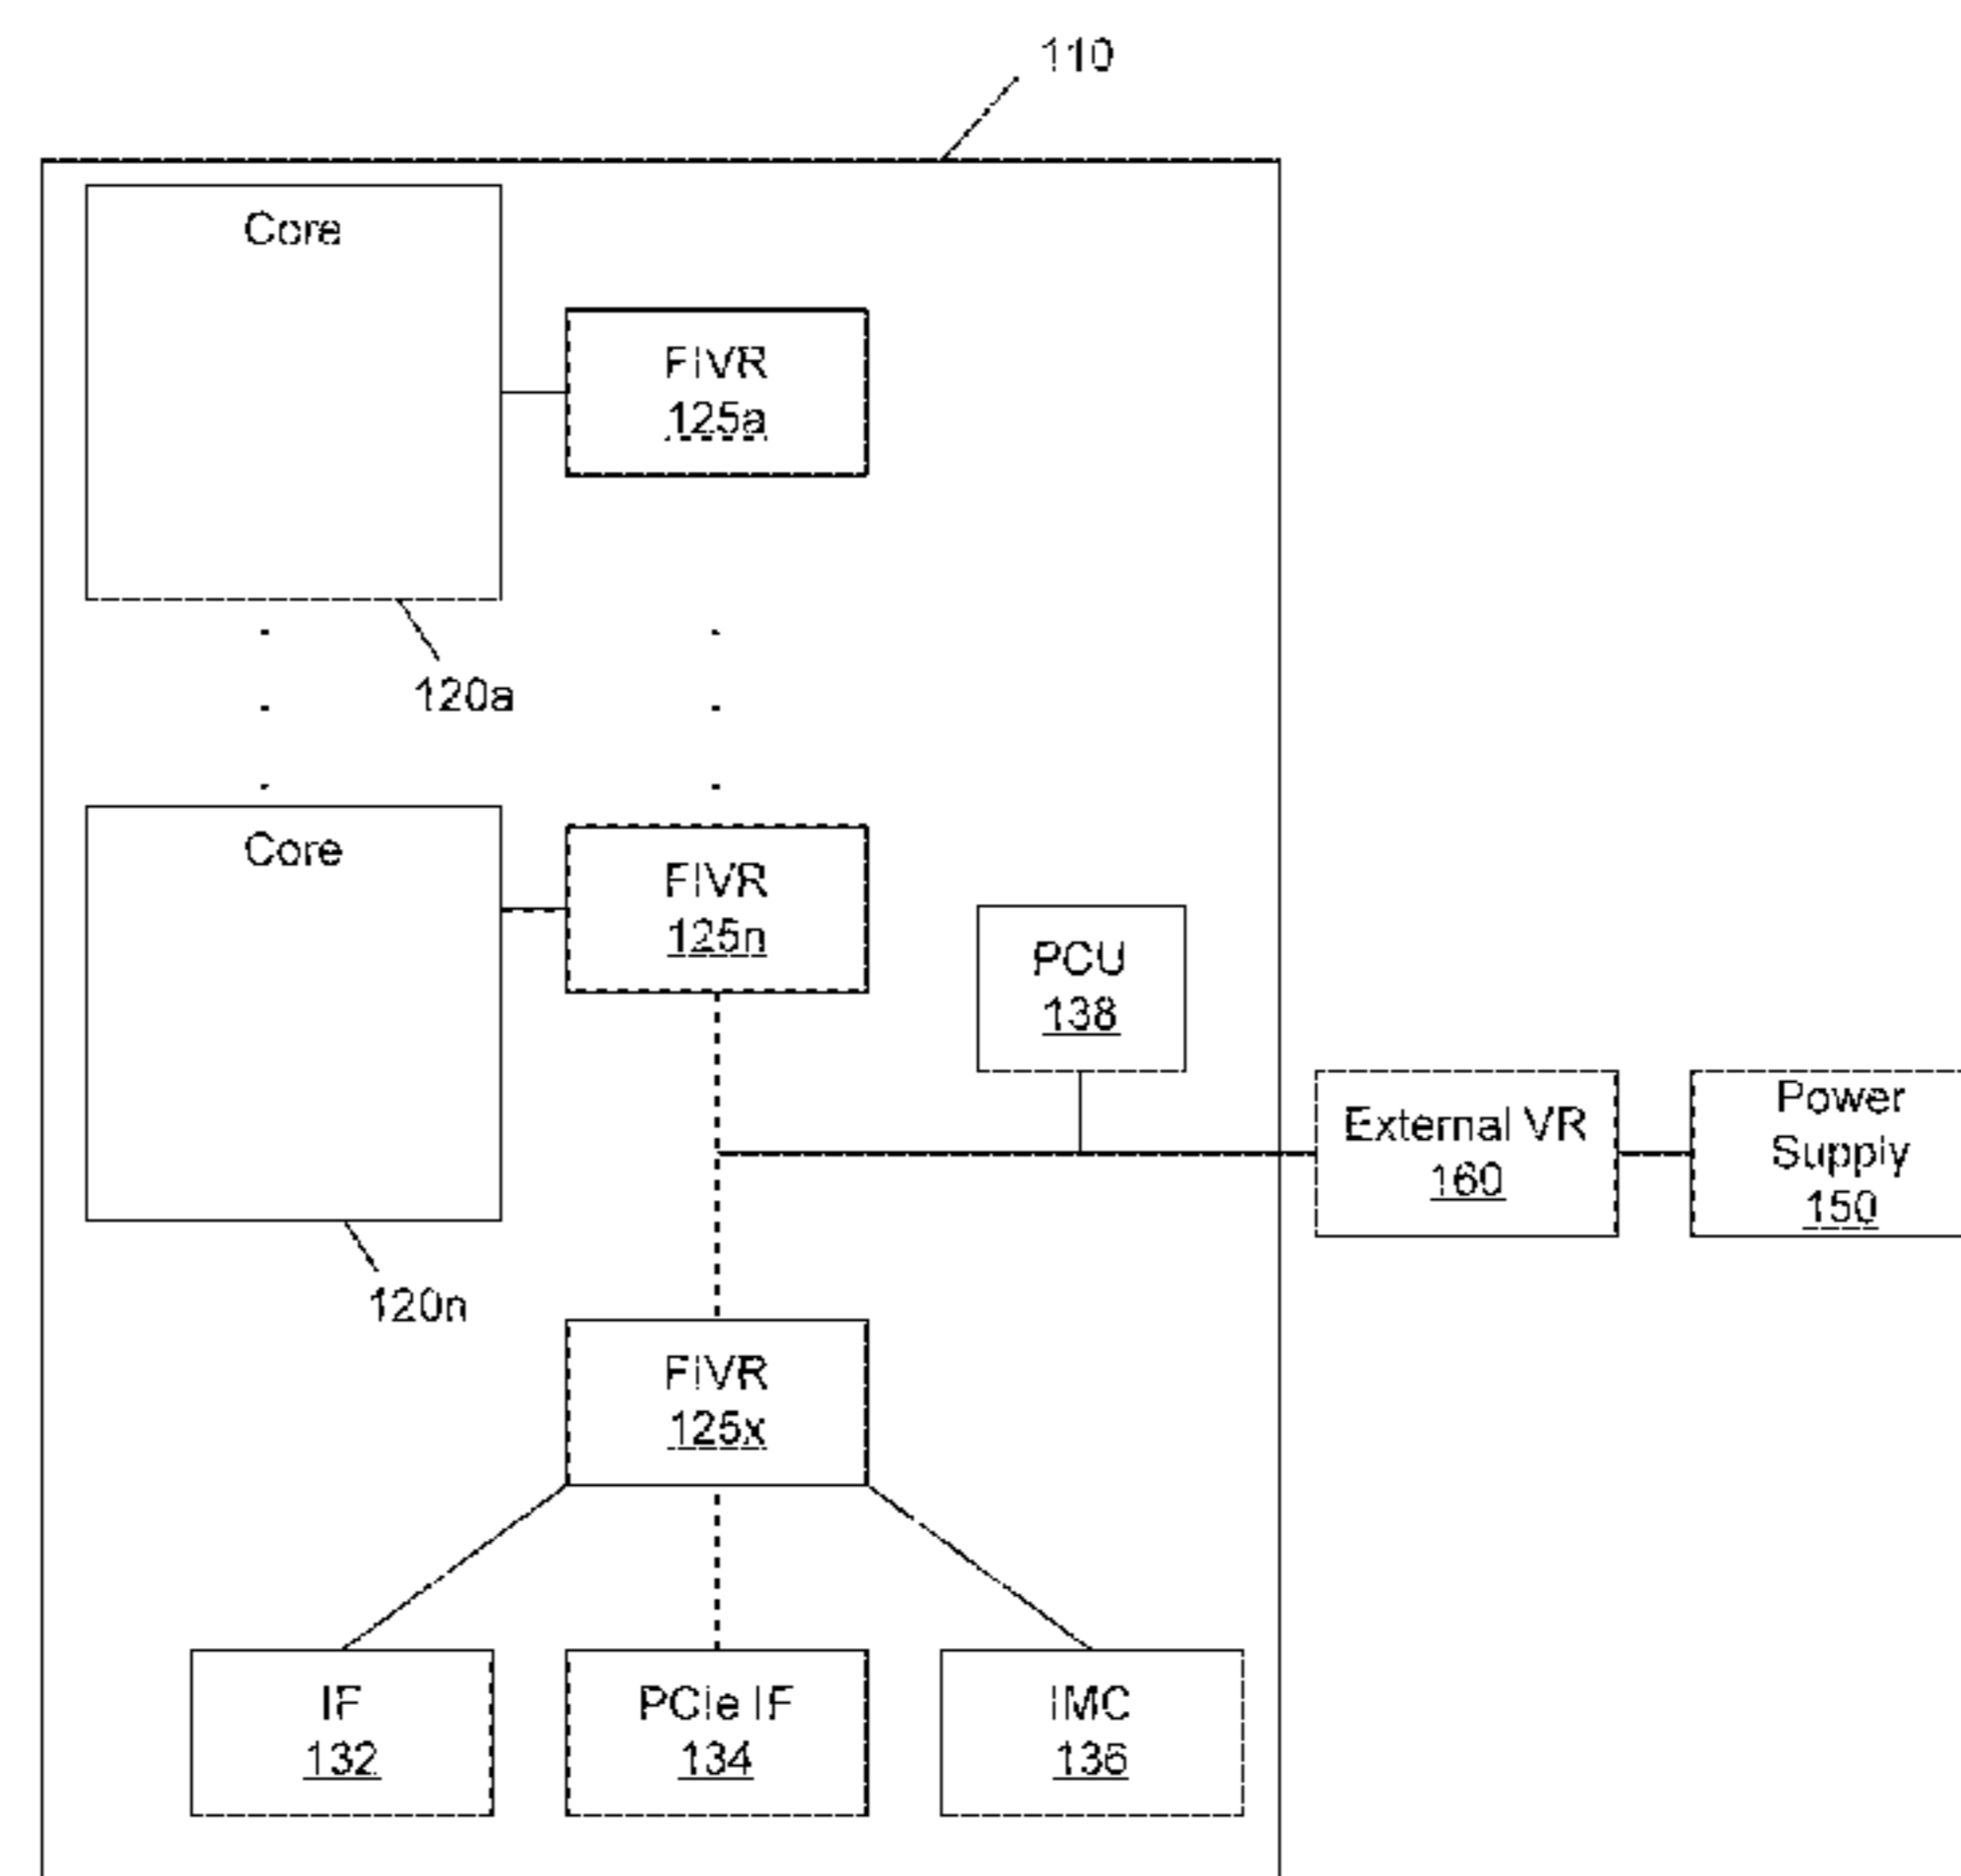 110
Core
FIVR
125a
120a
Core
FIVR
125n
PCU
138
External VR
160
Power
Supply
150
120n
FIVR
125x
IF
132
PCIe IF
134
IMC
136